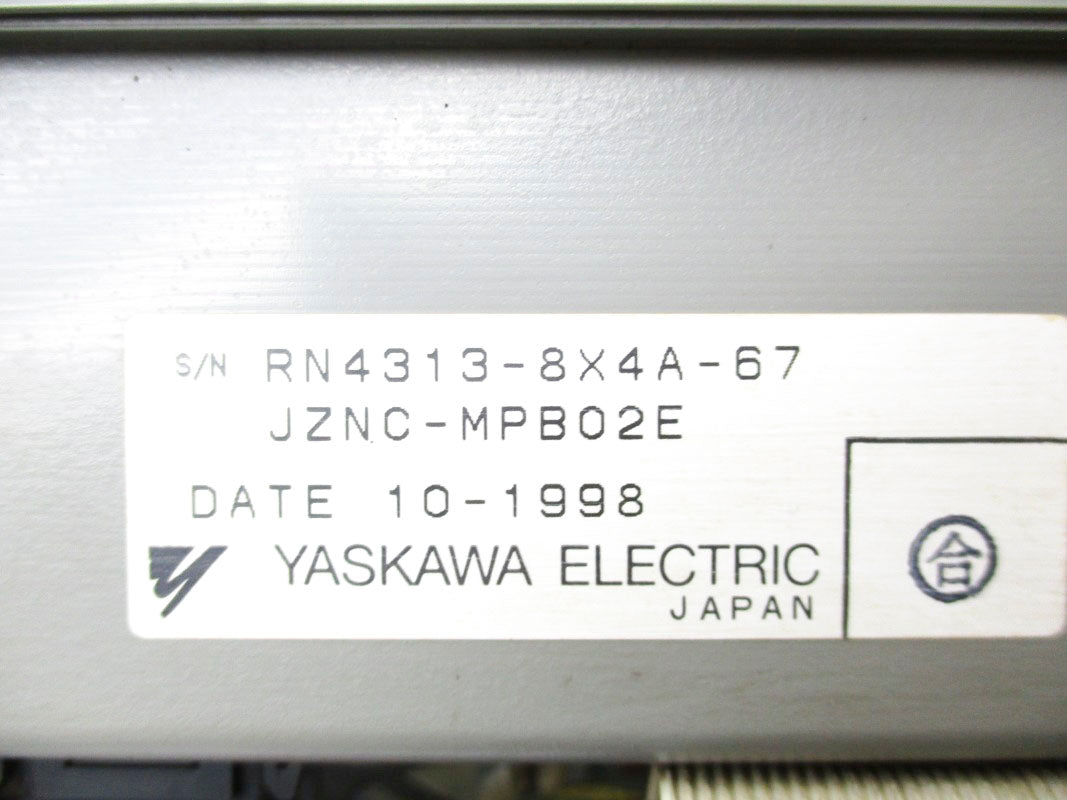 S/N RN4313-8X4A-67
JZNC-MPB02E
DATE 10-1998
YASKAWA ELECTRIC
JAPAN
合